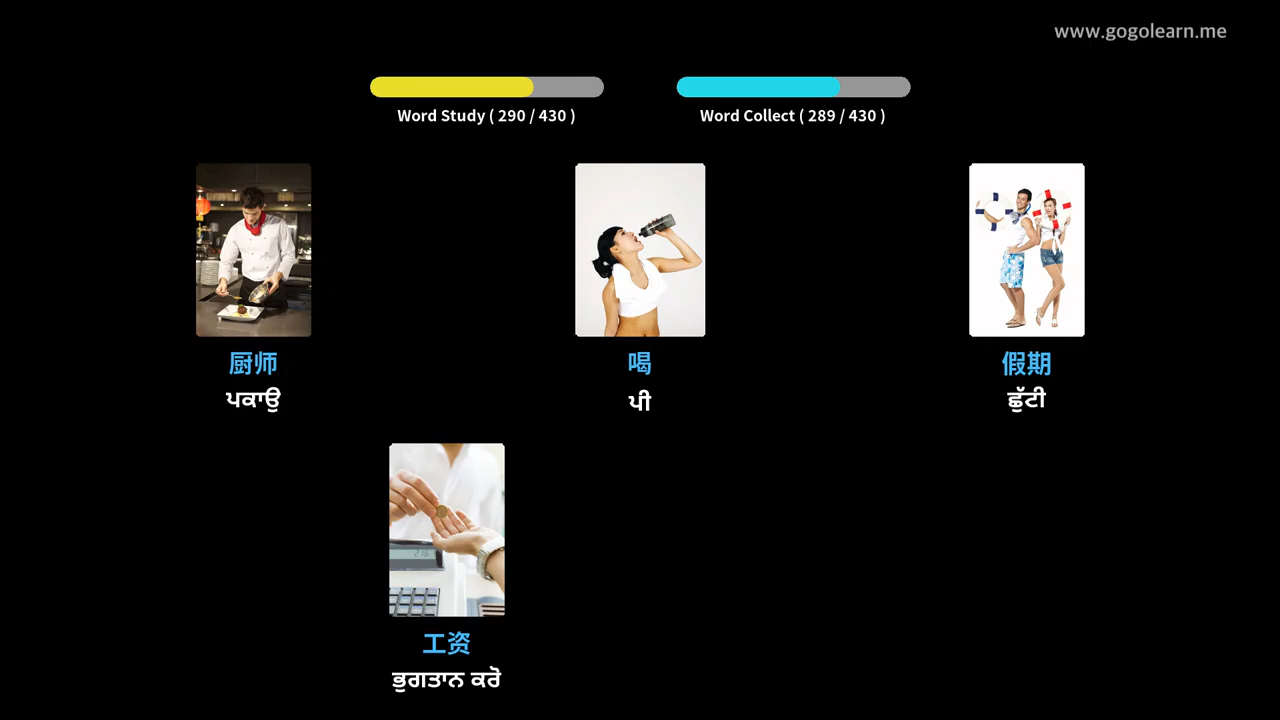 www.gogolearn.me
Word Study ( 290 / 430 )
Word Collect ( 289 / 430 )
厨师
ਪਕਾਉ
喝
ਪੀ
假期
ਛੁੱਟੀ
216
工资
ਭੁਗਤਾਨ ਕਰੋ